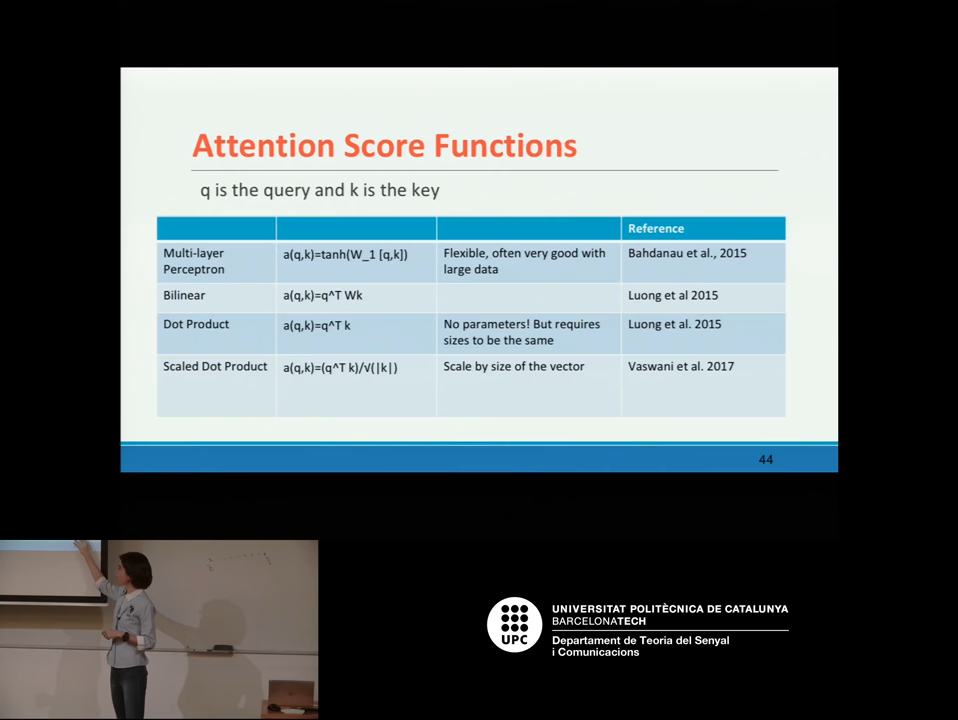 Attention Score Functions
q is the query and k is the key
Reference
Multi-layer
Perceptron
a(q,k)=tanh(W_1 [q,k])
Flexible, often very good with
large data
Bahdanau et al., 2015
Bilinear
a(q,k)=q^T Wk
Luong et al 2015
Dot Product
a(q,k)=q^T k
No parameters! But requires
sizes to be the same
Luong et al. 2015
Scaled Dot Product
a(q,k)=(q^T k)/√(|k|)
Scale by size of the vector
Vaswani et al. 2017
44
UPC
UNIVERSITAT POLITÈCNICA DE CATALUNYA
BARCELONATECH
Departament de Teoria del Senyal
i Comunicacions